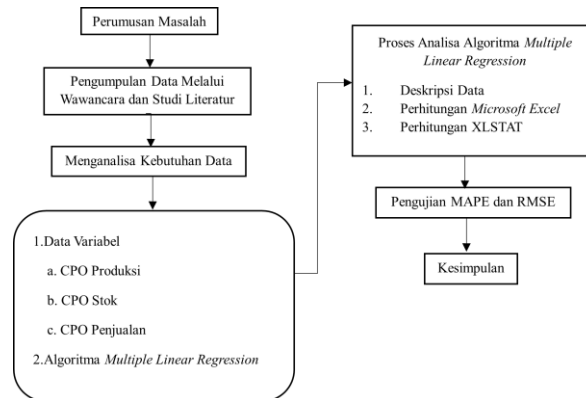 Perumusan Masalah
Pengumpulan Data Melalui
Wawancara dan Studi Literatur
Menganalisa Kebutuhan Data
1.Data Variabel
a. CPO Produksi
b. CPO Stok
c. CPO Penjualan
2.Algoritma Multiple Linear Regression
Proses Analisa Algoritma Multiple
Linear Regression
1. Deskripsi Data
2. Perhitungan Microsoft Excel
3. Perhitungan XLSTAT
Pengujian MAPE dan RMSE
Kesimpulan